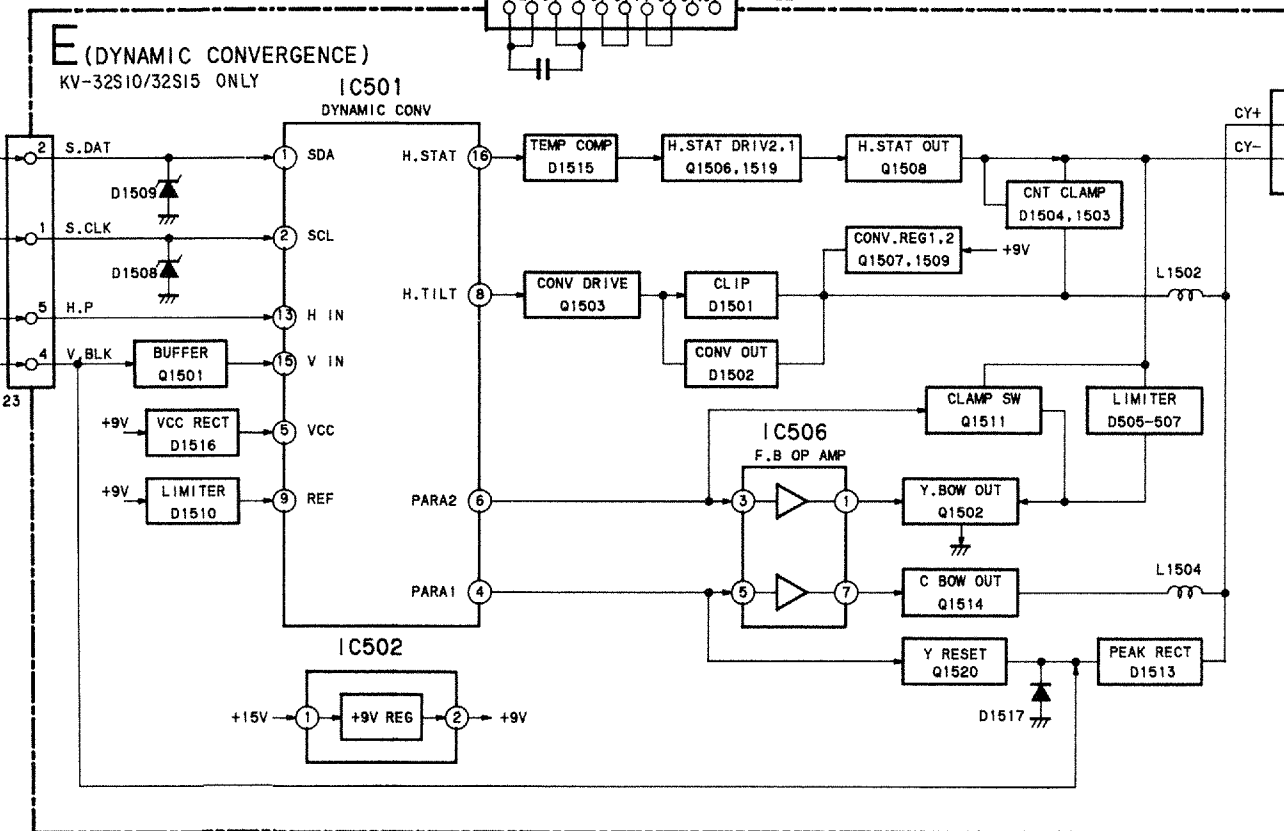 E (DYNAMIC CONVERGENCE)
KV-32S10/32S15 ONLY
IC501
DYNAMIC CONV
2 S.DAT
1 SDA
H.STAT 16
TEMP COMP
D1515
H.STAT DRIV2.1
Q1506,1519
H.STAT OUT
Q1508
CY+
CY-
CNT CLAMP
D1504,1503
D1509
1 S.CLK
2 SCL
D1508
CONV.REG1,2
Q1507,1509
+9V
H.TILT 8
CONV DRIVE
Q1503
CLIP
D1501
L1502
5 H.P
13 H IN
4 V.BLK
BUFFER
Q1501
15 V IN
CONV OUT
D1502
23
CLAMP SW
Q1511
LIMITER
D505-507
+9V
VCC RECT
D1516
5 VCC
IC506
F.B OP AMP
+9V
LIMITER
D1510
9 REF
PARA2 6
3
1
Y.BOW OUT
Q1502
PARA1 4
5
7
C BOW OUT
Q1514
L1504
IC502
Y RESET
Q1520
PEAK RECT
D1513
D1517
+15V
1
+9V REG
2
+9V